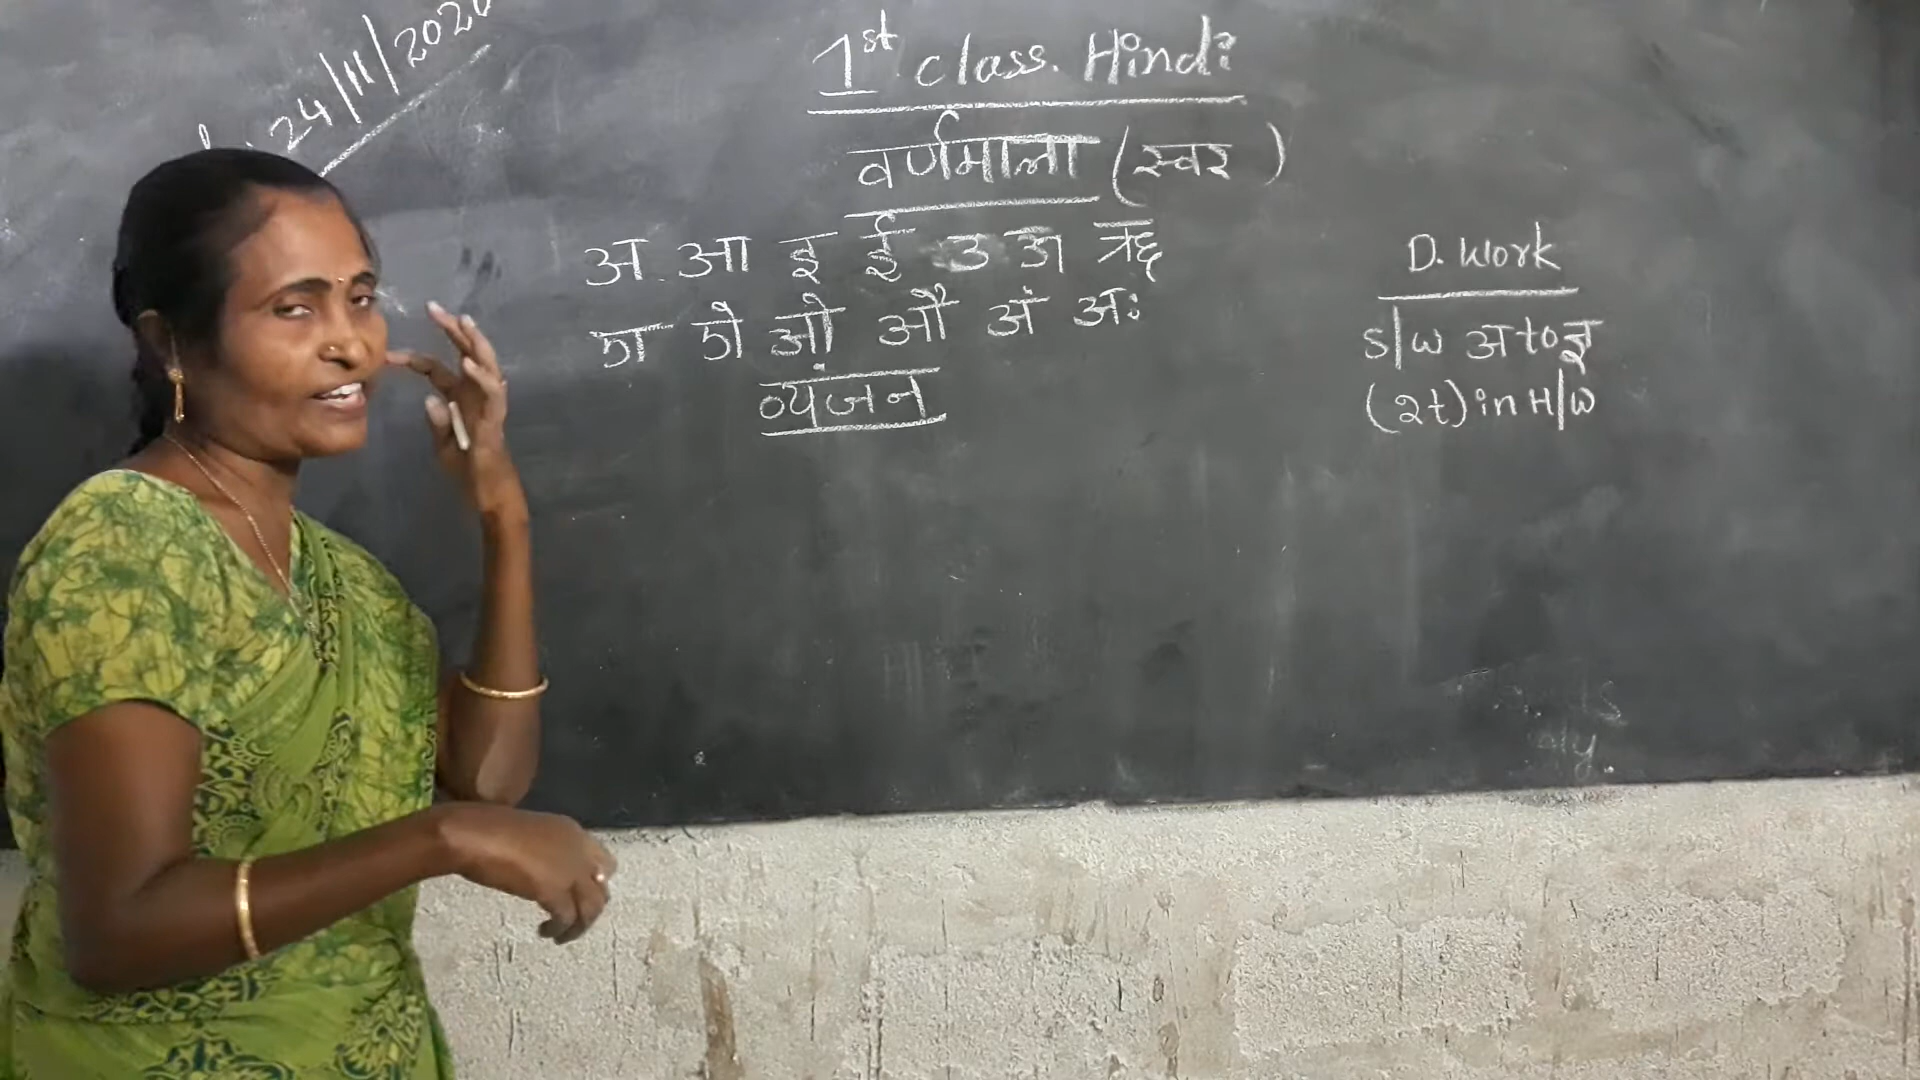 24/11/2020
1st class. Hindi
वर्णमाला (स्वर)
अ आ इ ई उ ऊ ऋ
ए ऐ ओ औ अं अः
व्यंजन
D. Work
S/w अ to इ
(2t) in H/w